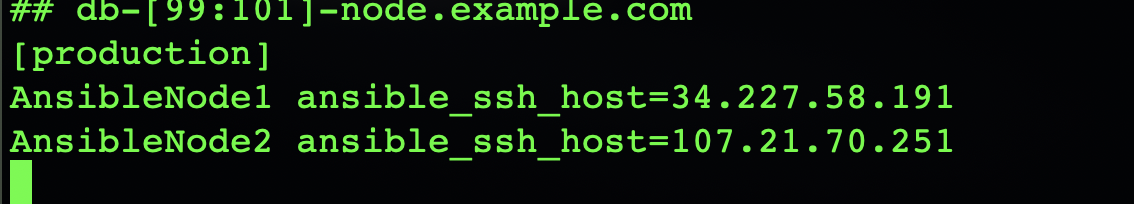 ## db-[99:101]-node.example.com
[production]
AnsibleNode1 ansible_ssh_host=34.227.58.191
AnsibleNode2 ansible_ssh_host=107.21.70.251